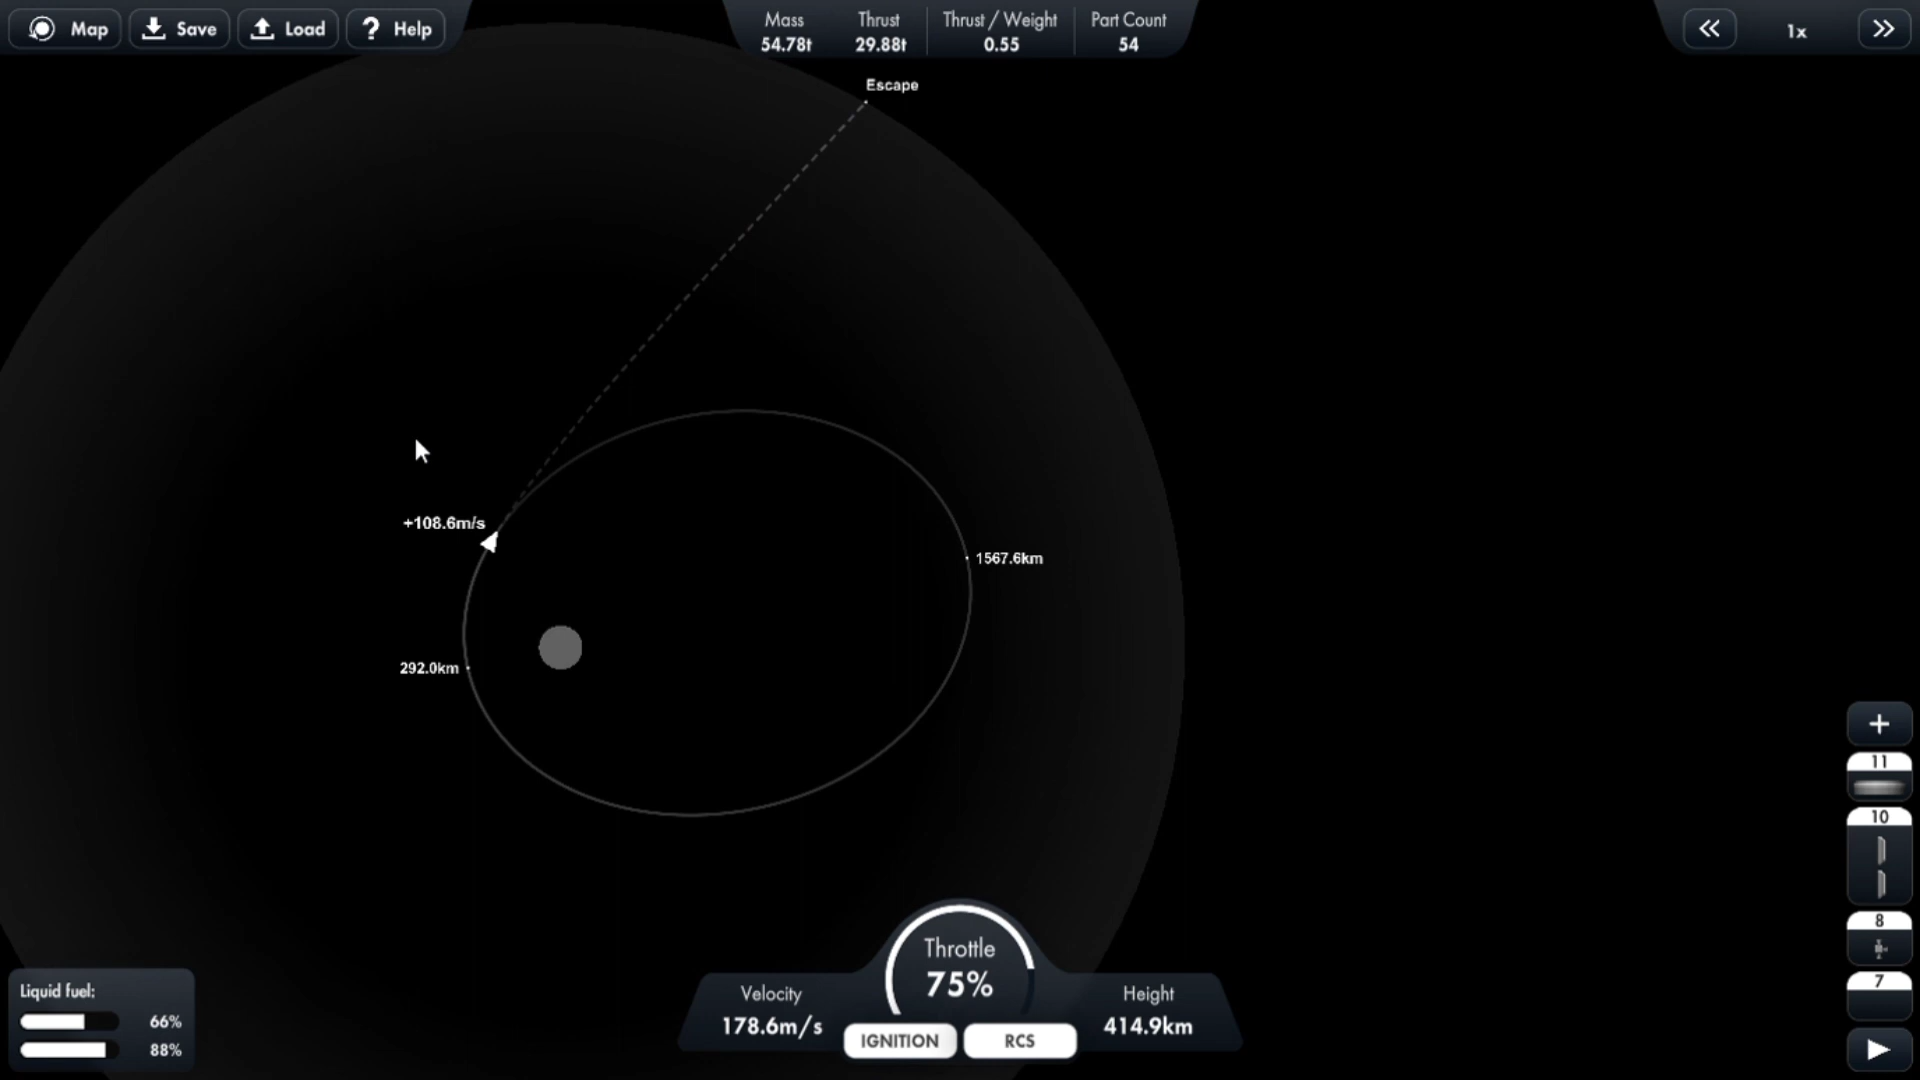 Map
Save
Load
Help
Mass
54.78t
Thrust
29.88t
Thrust / Weight
0.55
Part Count
54
1x
Escape
+108.6m/s
1567.6km
292.0km
11
10
8
7
Liquid fuel:
66%
88%
Throttle
75%
Velocity
178.6m/s
Height
414.9km
IGNITION
RCS